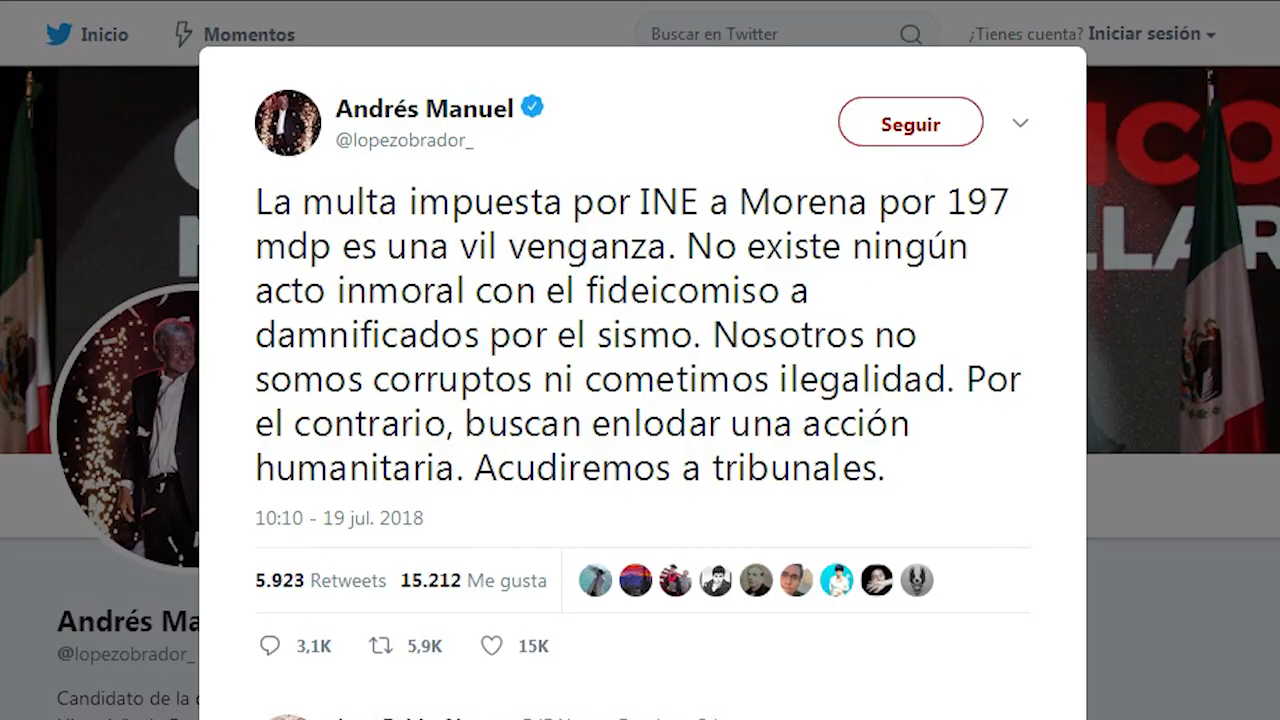 Inicio
Momentos
Buscar en Twitter
¿Tienes cuenta? Iniciar sesión
Andrés Manuel
@lopezobrador_
Seguir
La multa impuesta por INE a Morena por 197
mdp es una vil venganza. No existe ningún
acto inmoral con el fideicomiso a
damnificados por el sismo. Nosotros no
somos corruptos ni cometimos ilegalidad. Por
el contrario, buscan enlodar una acción
humanitaria. Acudiremos a tribunales.
10:10 - 19 jul. 2018
5.923 Retweets 15.212 Me gusta
3,1K 5,9K 15K
Andrés Ma
@lopezobrador_
Candidato de la